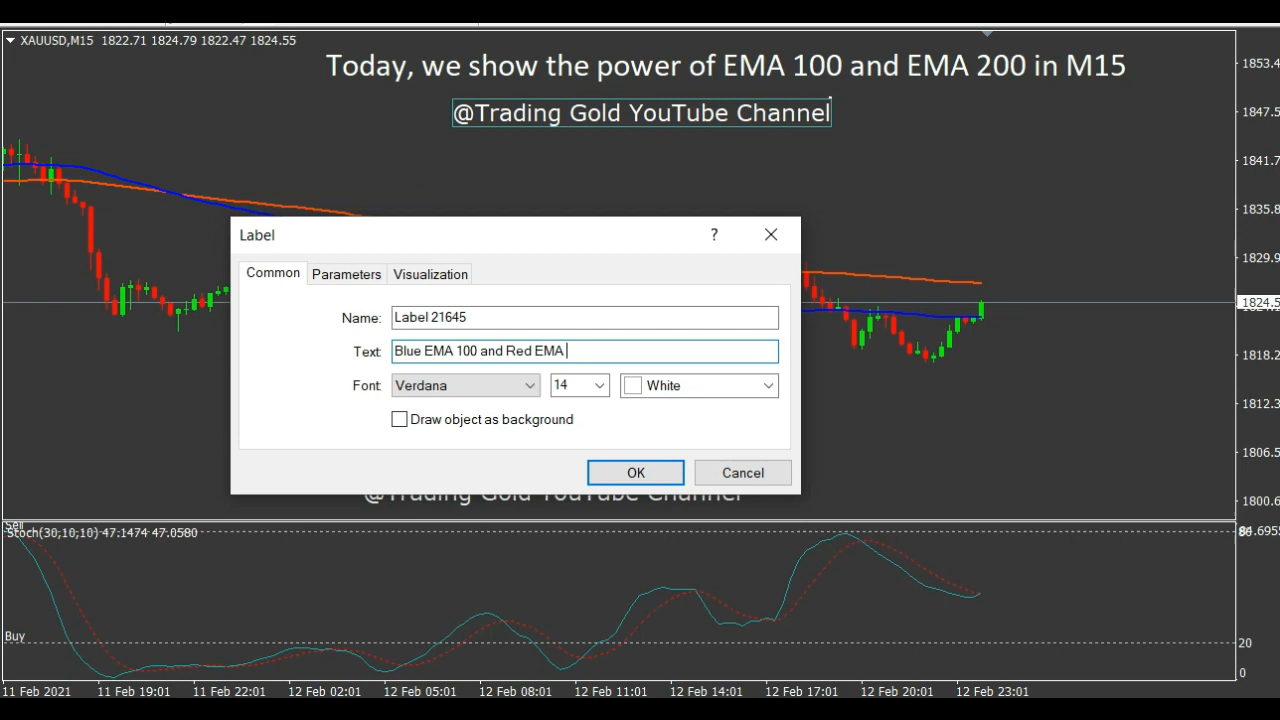 XAUUSD,M15 1822.71 1824.79 1822.47 1824.55
Today, we show the power of EMA 100 and EMA 200 in M15
@Trading Gold YouTube Channel
1853.4
1847.5
1841.7
1835.8
1829.9
1824.5
1818.2
1812.3
1806.5
1800.6
Label
?
Common Parameters Visualization
Name: Label 21645
Text: Blue EMA 100 and Red EMA
Font: Verdana 14 White
Draw object as background
OK Cancel
@Trading Gold YouTube Channel
Sell
Stoch(30,10,10) 47.1474 47.0580
Buy
20
0
11 Feb 2021 11 Feb 19:01 11 Feb 22:01 12 Feb 02:01 12 Feb 05:01 12 Feb 08:01 12 Feb 11:01 12 Feb 14:01 12 Feb 17:01 12 Feb 20:01 12 Feb 23:01